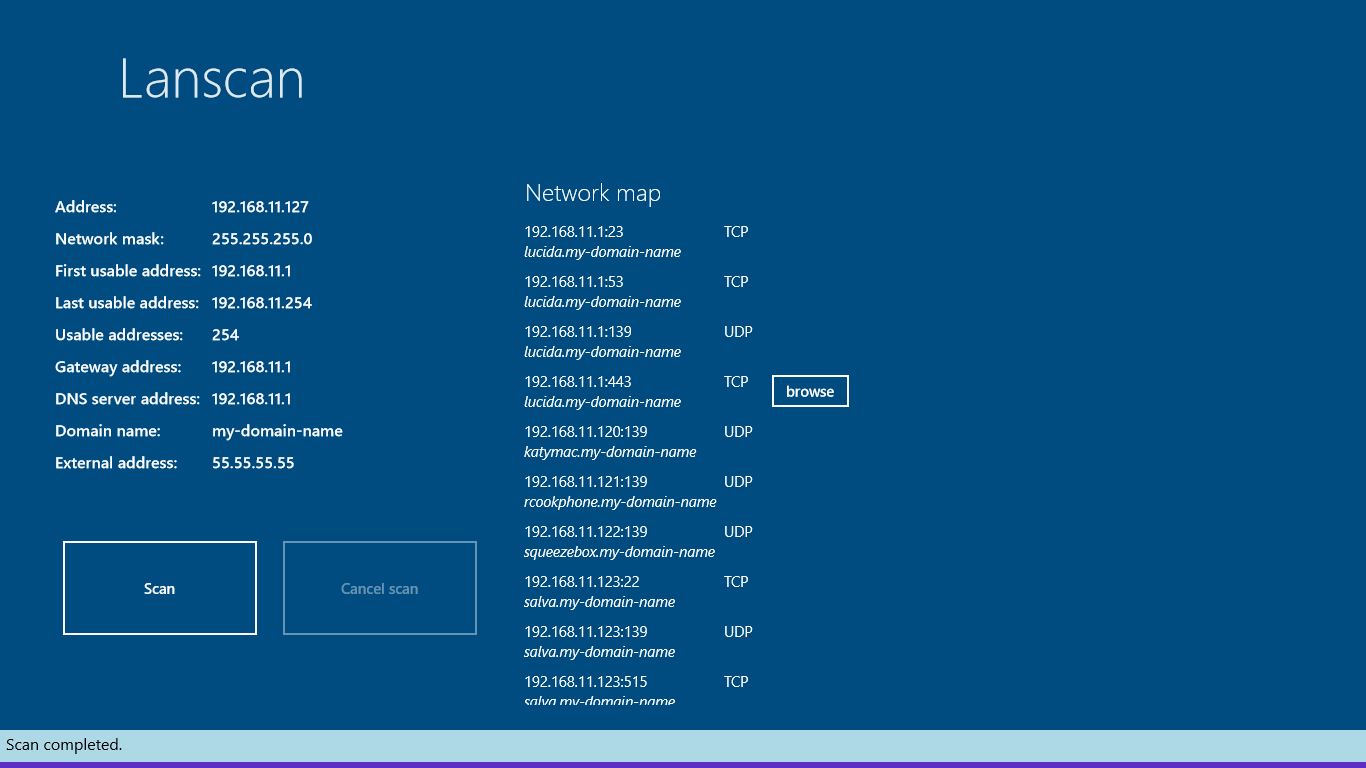 Lanscan
Address: 192.168.11.127
Network mask: 255.255.255.0
First usable address: 192.168.11.1
Last usable address: 192.168.11.254
Usable addresses: 254
Gateway address: 192.168.11.1
DNS server address: 192.168.11.1
Domain name: my-domain-name
External address: 55.55.55.55
Scan Cancel scan
Network map
192.168.11.1:23 TCP
lucida.my-domain-name
192.168.11.1:53 TCP
lucida.my-domain-name
192.168.11.1:139 UDP
lucida.my-domain-name
192.168.11.1:443 TCP browse
lucida.my-domain-name
192.168.11.120:139 UDP
katymac.my-domain-name
192.168.11.121:139 UDP
rcookphone.my-domain-name
192.168.11.122:139 UDP
squeezebox.my-domain-name
192.168.11.123:22 TCP
salva.my-domain-name
192.168.11.123:139 UDP
salva.my-domain-name
192.168.11.123:515 TCP
salva.my-domain-name
Scan completed.